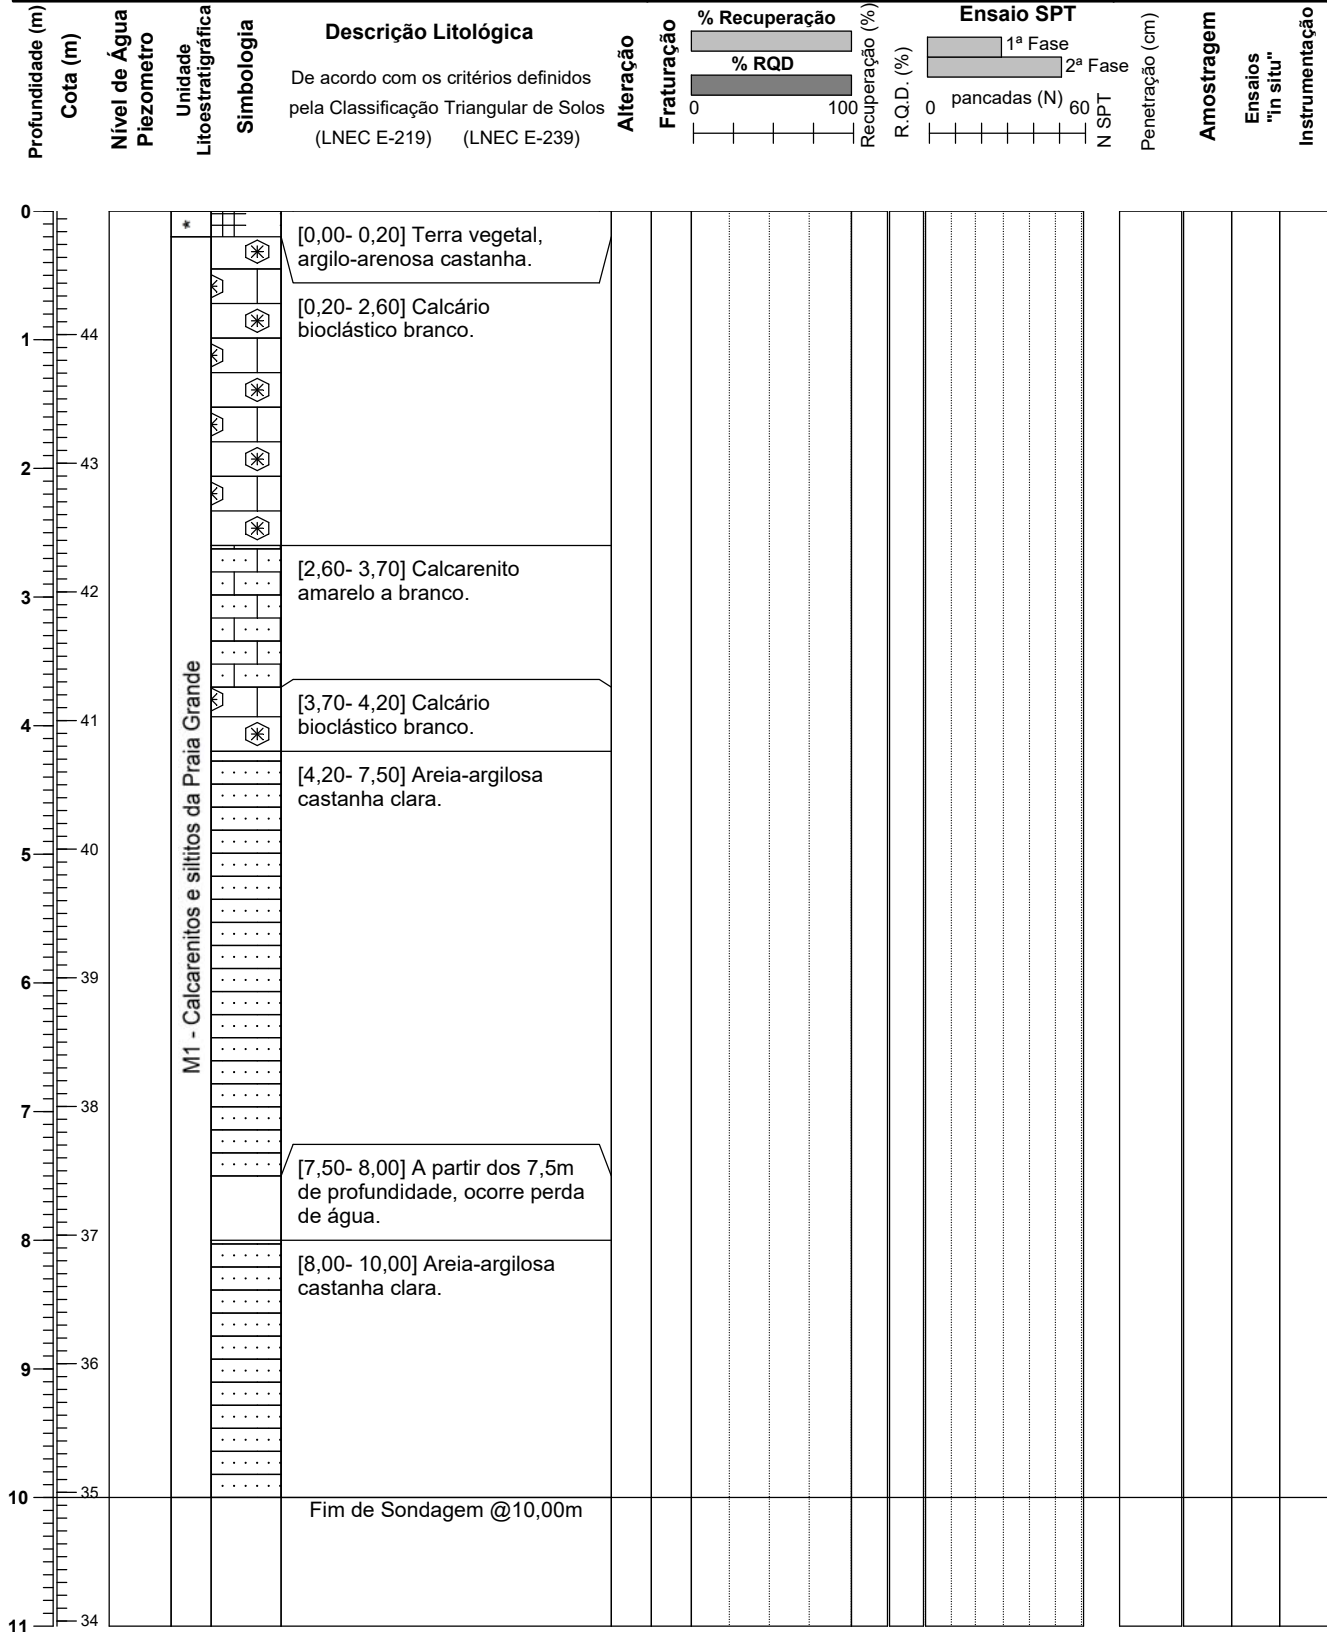 Profundidade (m)
Cota (m)
Nível de Água
Piezometro
Unidade
Litoestratigráfica
Simbologia
Descrição Litológica
De acordo com os critérios definidos
pela Classificação Triangular de Solos
(LNEC E-219) (LNEC E-239)
Alteração
Fraturação
% Recuperação
% RQD
0 100
Recuperação (%)
R.Q.D. (%)
Ensaio SPT
1ª Fase
2ª Fase
pancadas (N)
0 60
N SPT
Penetração (cm)
Amostragem
Ensaios
"in situ"
Instrumentação
0
*
[0,00- 0,20] Terra vegetal,
argilo-arenosa castanha.
[0,20- 2,60] Calcário
bioclástico branco.
1
44
2
43
[2,60- 3,70] Calcarenito
amarelo a branco.
3
42
M1 - Calcarenitos e siltitos da Praia Grande
[3,70- 4,20] Calcário
bioclástico branco.
4
41
[4,20- 7,50] Areia-argilosa
castanha clara.
5
40
6
39
7
38
[7,50- 8,00] A partir dos 7,5m
de profundidade, ocorre perda
de água.
8
37
[8,00- 10,00] Areia-argilosa
castanha clara.
9
36
10
35
Fim de Sondagem @10,00m
11
34